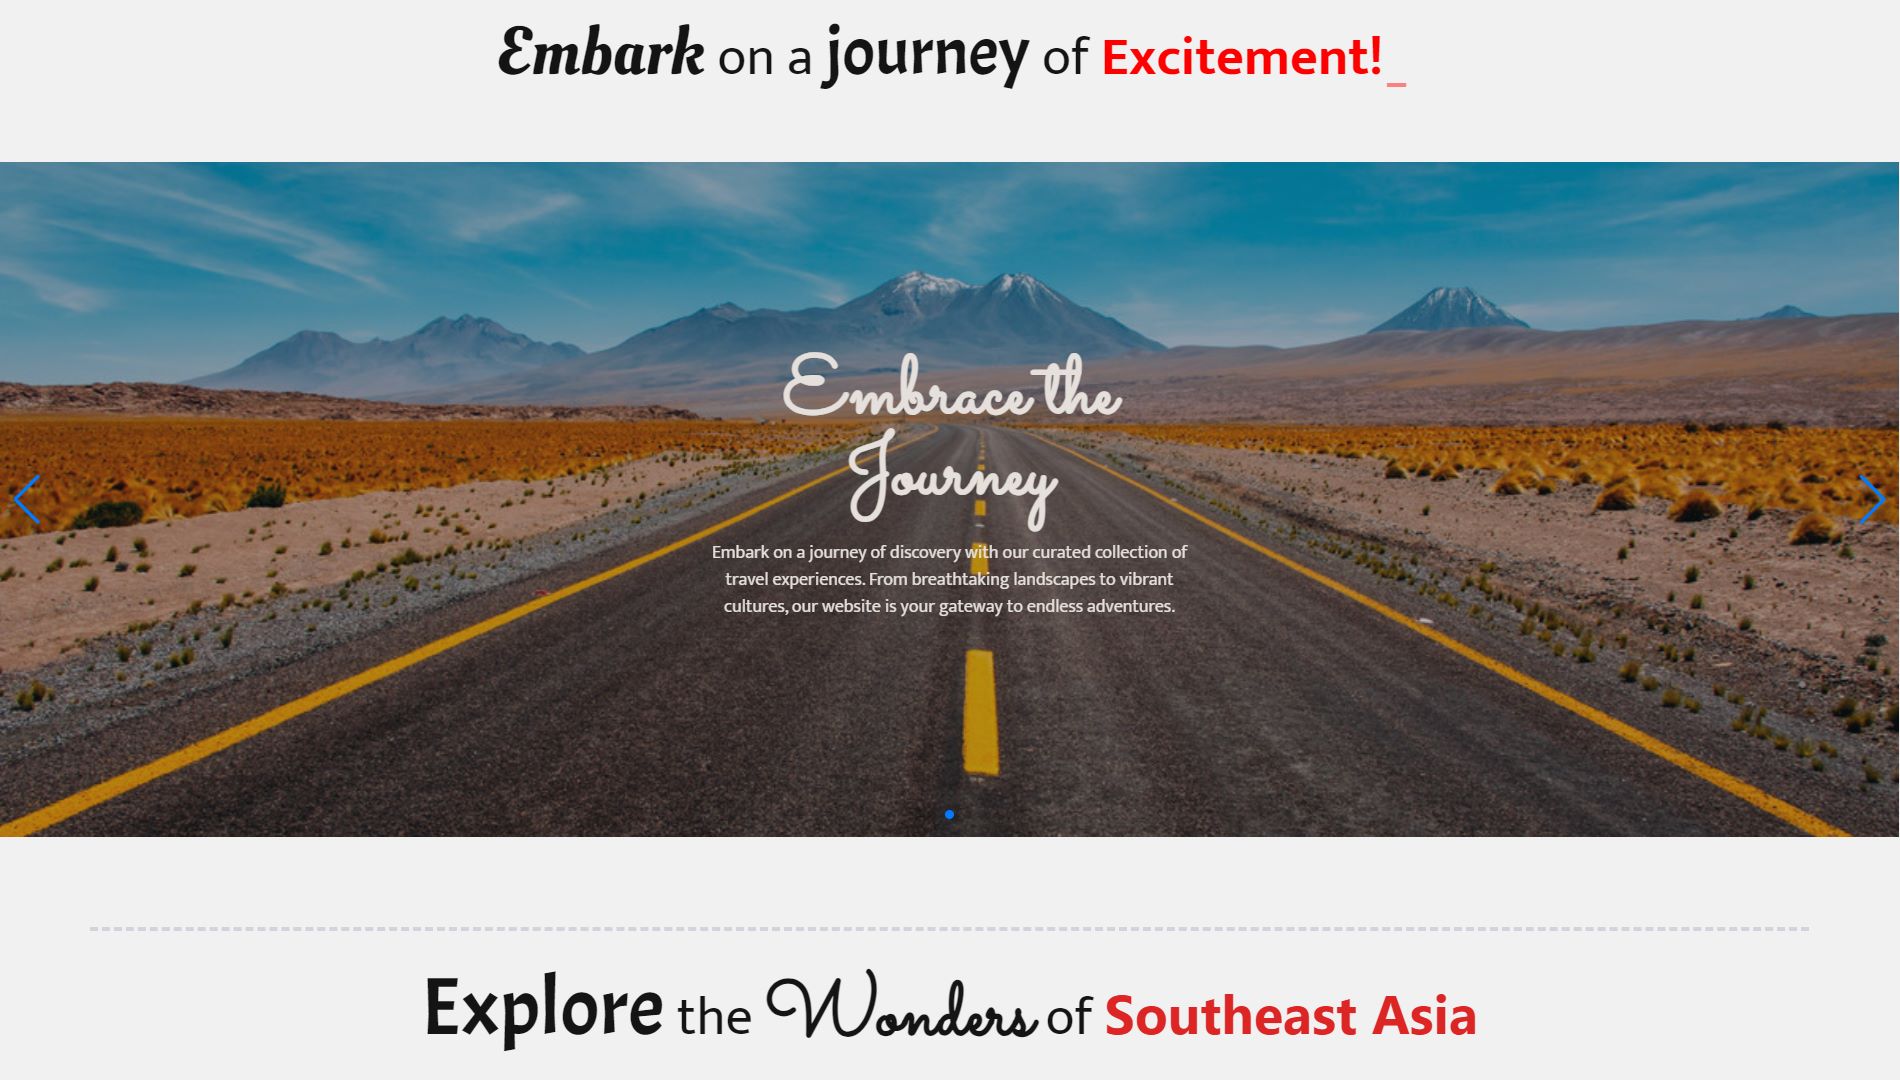 Embark on a journey of Excitement!_
Embrace the
Journey
Embark on a journey of discovery with our curated collection of
travel experiences. From breathtaking landscapes to vibrant
cultures, our website is your gateway to endless adventures.
Explore the Wonders of Southeast Asia